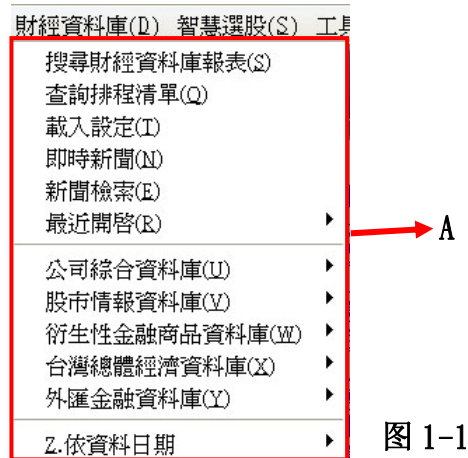 財經資料庫(D) 智慧選股(S) 工具
搜尋財經資料庫報表(S)
查詢排程清單(Q)
載入設定(T)
即時新聞(N)
新聞檢索(E)
最近開啓(R)
A
公司綜合資料庫(U)
股市情報資料庫(V)
衍生性金融商品資料庫(W)
台灣總體經濟資料庫(X)
外匯金融資料庫(Y)
Z.依資料日期
图 1-1